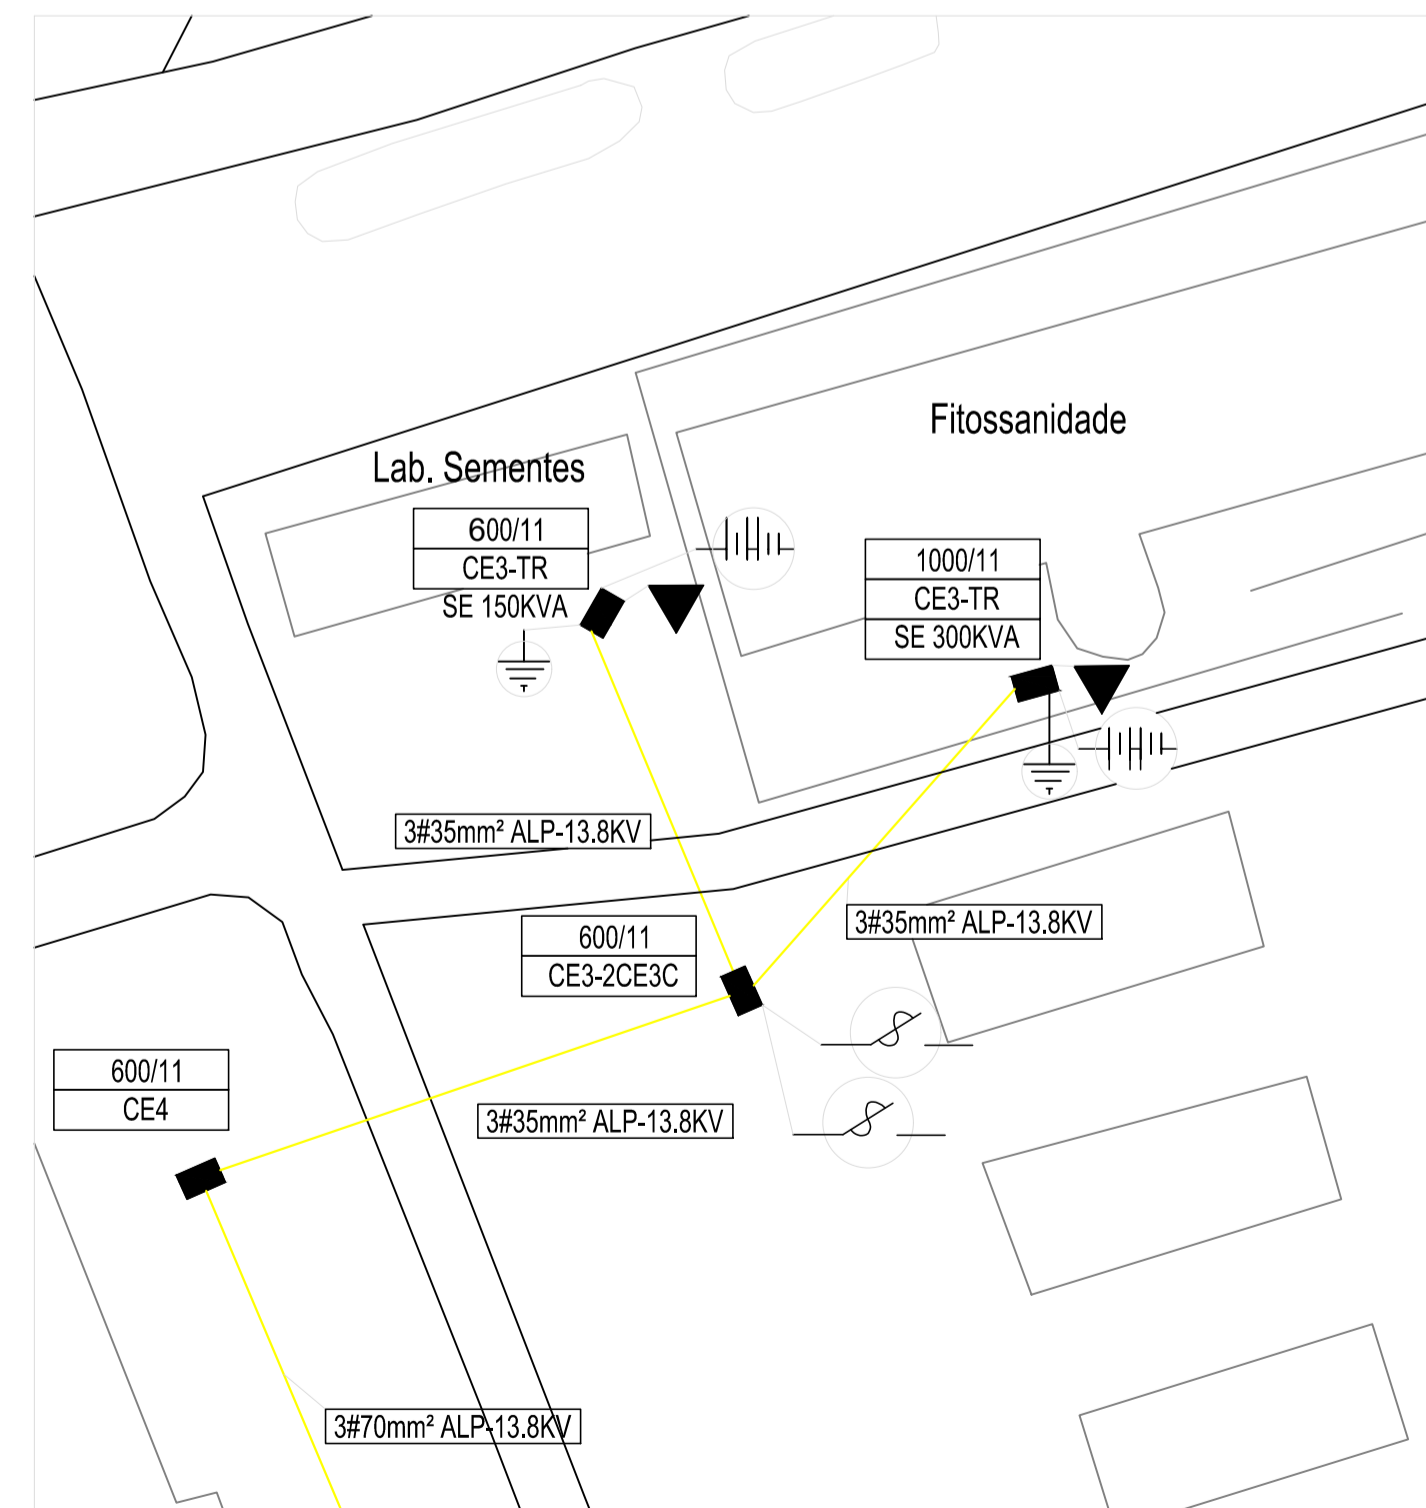 Fitossanidade
Lab. Sementes
600/11
CE3-TR
SE 150KVA
1000/11
CE3-TR
SE 300KVA
3#35mm² ALP-13.8KV
3#35mm² ALP-13.8KV
600/11
CE3-2CE3C
600/11
CE4
3#35mm² ALP-13.8KV
3#70mm² ALP-13.8KV